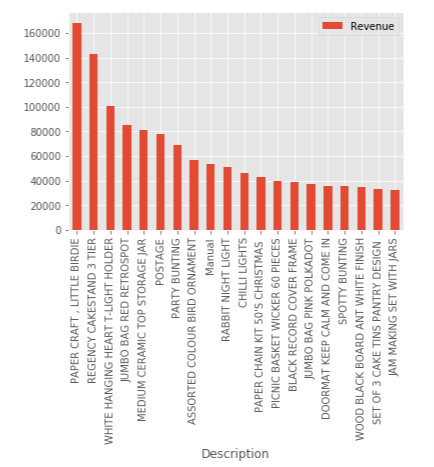 Revenue
160000
140000
120000
100000
80000
60000
40000
20000
0
PAPER CRAFT , LITTLE BIRDIE
REGENCY CAKESTAND 3 TIER
WHITE HANGING HEART T-LIGHT HOLDER
JUMBO BAG RED RETROSPOT
MEDIUM CERAMIC TOP STORAGE JAR
POSTAGE
PARTY BUNTING
ASSORTED COLOUR BIRD ORNAMENT
Manual
RABBIT NIGHT LIGHT
CHILLI LIGHTS
PAPER CHAIN KIT 50'S CHRISTMAS
PICNIC BASKET WICKER 60 PIECES
BLACK RECORD COVER FRAME
JUMBO BAG PINK POLKADOT
DOORMAT KEEP CALM AND COME IN
SPOTTY BUNTING
WOOD BLACK BOARD ANT WHITE FINISH
SET OF 3 CAKE TINS PANTRY DESIGN
JAM MAKING SET WITH JARS
Description